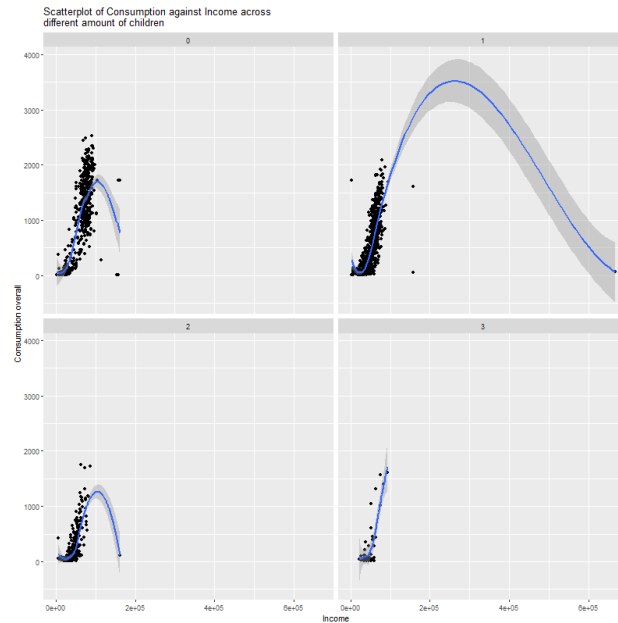 Scatterplot of Consumption against Income across
different amount of children
0
1
4000
3000
2000
1000
0
2
3
4000
3000
2000
1000
0
Consumption overall
0e+00
2e+05
4e+05
6e+05
0e+00
2e+05
4e+05
6e+05
Income